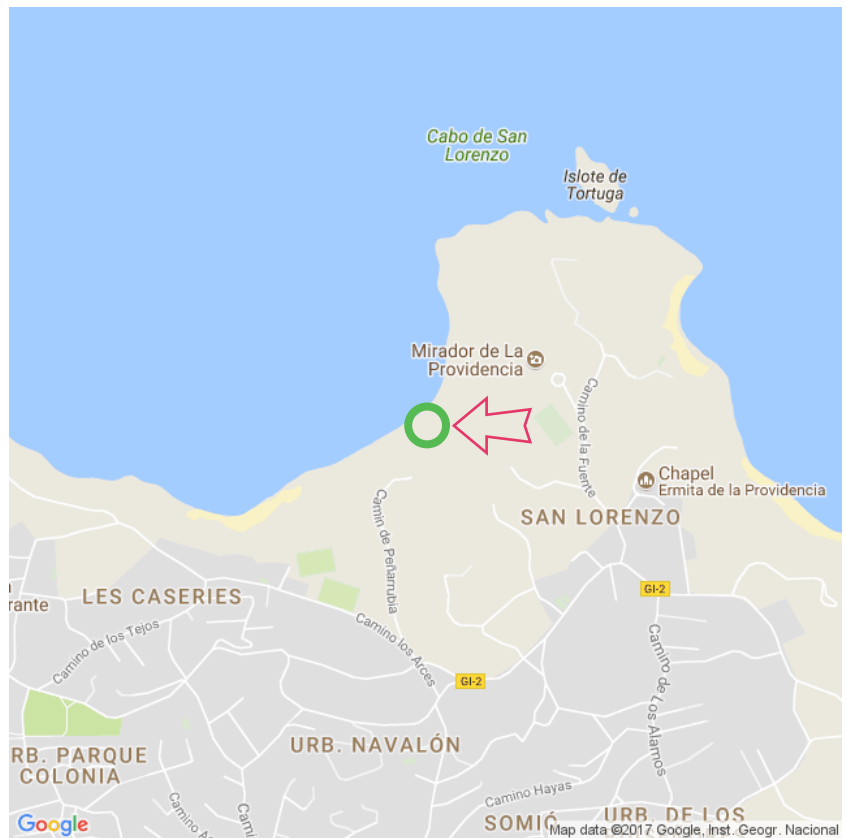 Cabo de San
Lorenzo
Islote de
Tortuga
Mirador de La
Providencia
Camino de la Fuente
Chapel
Ermita de la Providencia
SAN LORENZO
Camin de Peñarrubia
rante
LES CASERIES
GI-2
Camino de los Tejos
Camino los Arces
Camino de Los Alamos
GI-2
URB. NAVALÓN
RB. PARQUE
COLONIA
Camino Hayas
SOMIÓ
URB. DE LOS
Google
Map data ©2017 Google, Inst. Geogr. Nacional